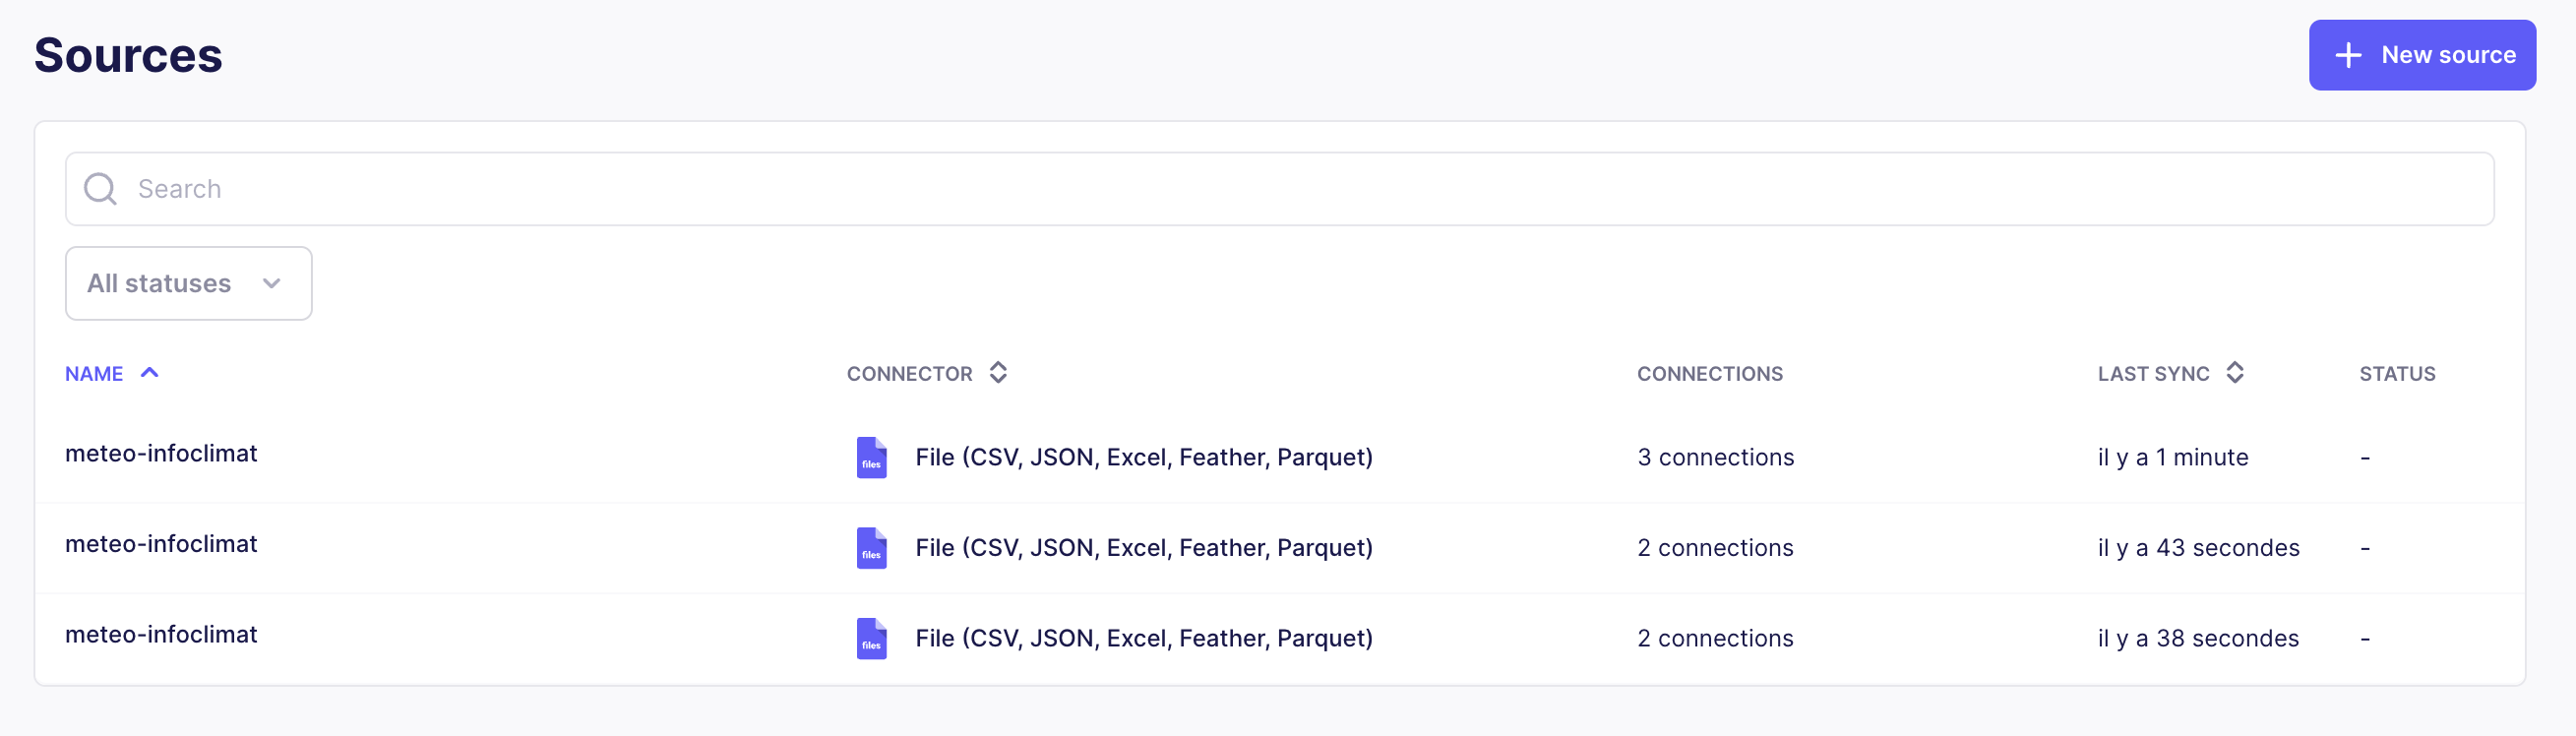 Sources
New source
Search
All statuses
NAME CONNECTOR CONNECTIONS LAST SYNC STATUS
meteo-infoclimat files File (CSV, JSON, Excel, Feather, Parquet) 3 connections il y a 1 minute -
meteo-infoclimat files File (CSV, JSON, Excel, Feather, Parquet) 2 connections il y a 43 secondes -
meteo-infoclimat files File (CSV, JSON, Excel, Feather, Parquet) 2 connections il y a 38 secondes -